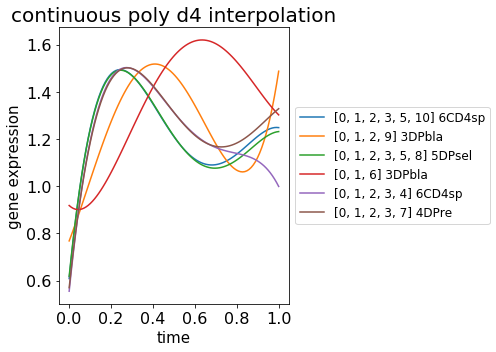 continuous poly d4 interpolation
gene expression
1.6
1.4
1.2
1.0
0.8
0.6
0.0 0.2 0.4 0.6 0.8 1.0
time
[0, 1, 2, 3, 5, 10] 6CD4sp
[0, 1, 2, 9] 3DPbla
[0, 1, 2, 3, 5, 8] 5DPsel
[0, 1, 6] 3DPbla
[0, 1, 2, 3, 4] 6CD4sp
[0, 1, 2, 3, 7] 4DPre